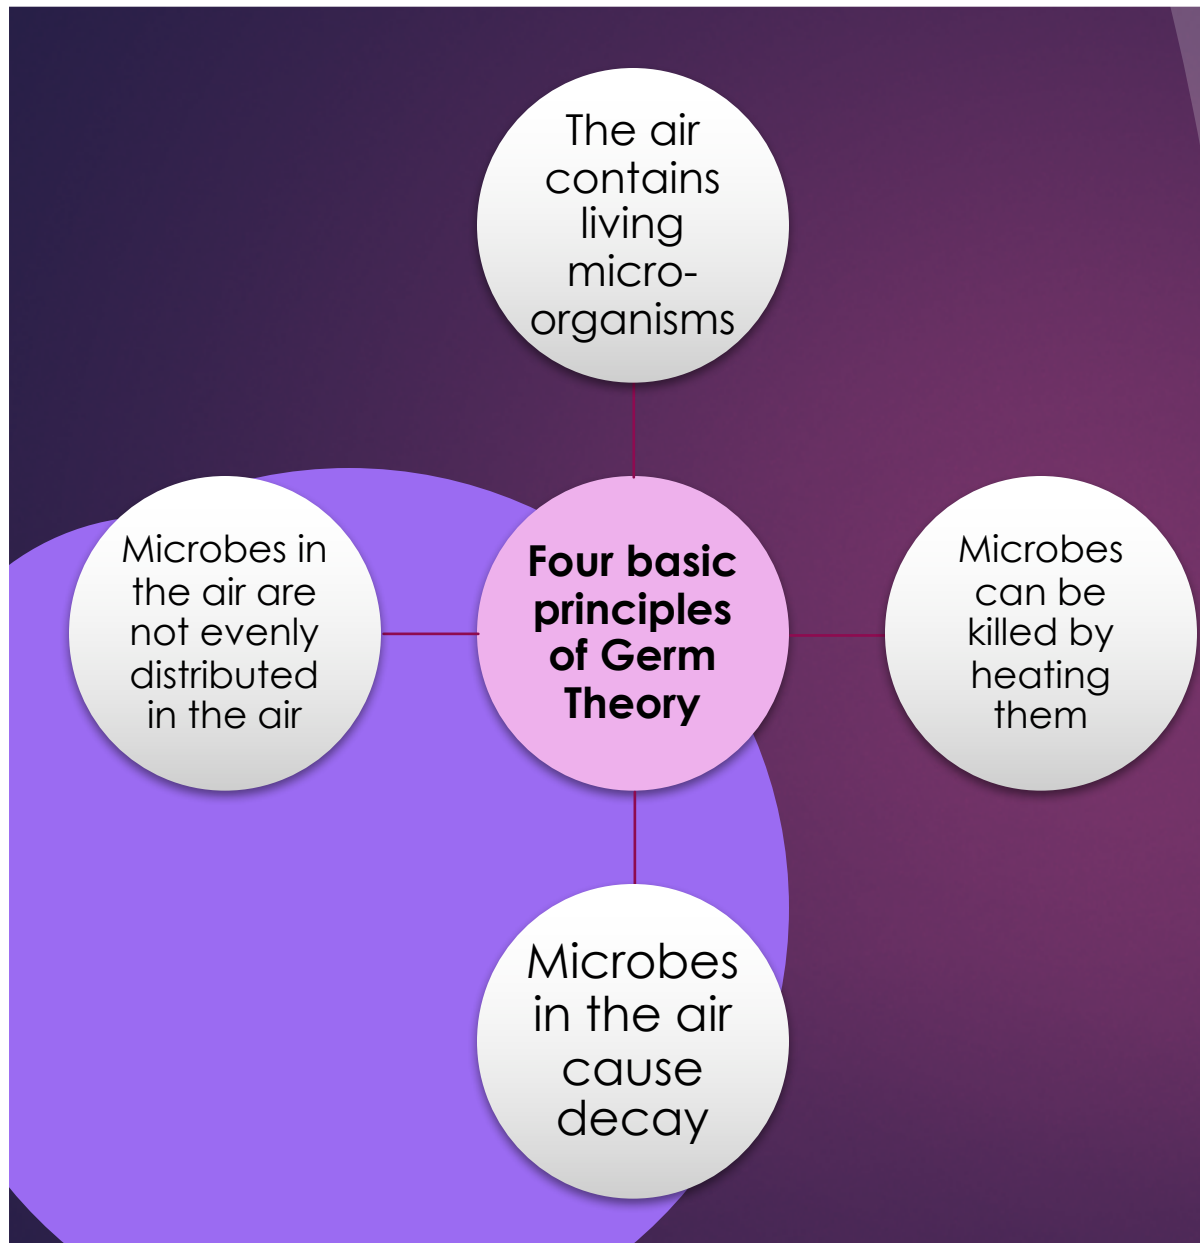 The air
contains
living
micro-
organisms
Microbes in
the air are
not evenly
distributed
in the air
Four basic
principles
of Germ
Theory
Microbes
can be
killed by
heating
them
Microbes
in the air
cause
decay